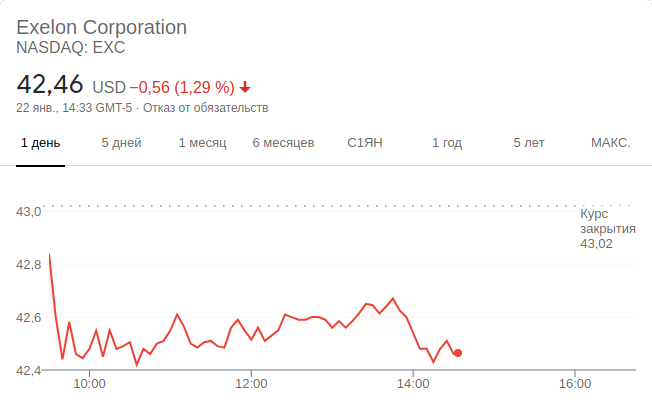 Exelon Corporation
NASDAQ: EXC
42,46 USD −0,56 (1,29 %)
22 янв., 14:33 GMT-5 · Отказ от обязательств
1 день 5 дней 1 месяц 6 месяцев С1ЯН 1 год 5 лет МАКС.
43,0
Курс
закрытия
43,02
42,8
42,6
42,4
10:00 12:00 14:00 16:00